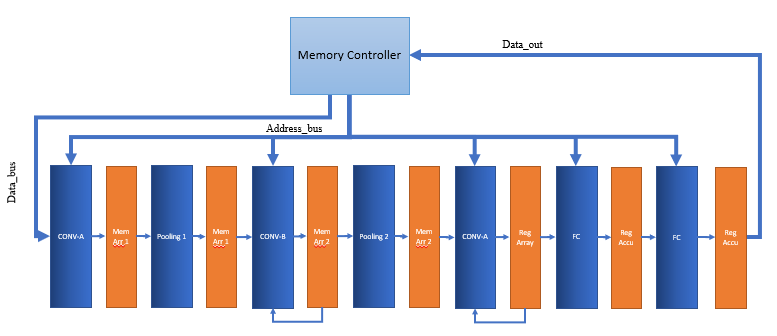 Memory Controller
Data_out
Address_bus
Data_bus
CONV-A
Mem
Arr 1
Pooling 1
Mem
Arr 1
CONV-B
Mem
Arr 2
Pooling 2
Mem
Arr 2
CONV-A
Reg
Array
FC
Reg
Accu
FC
Reg
Accu